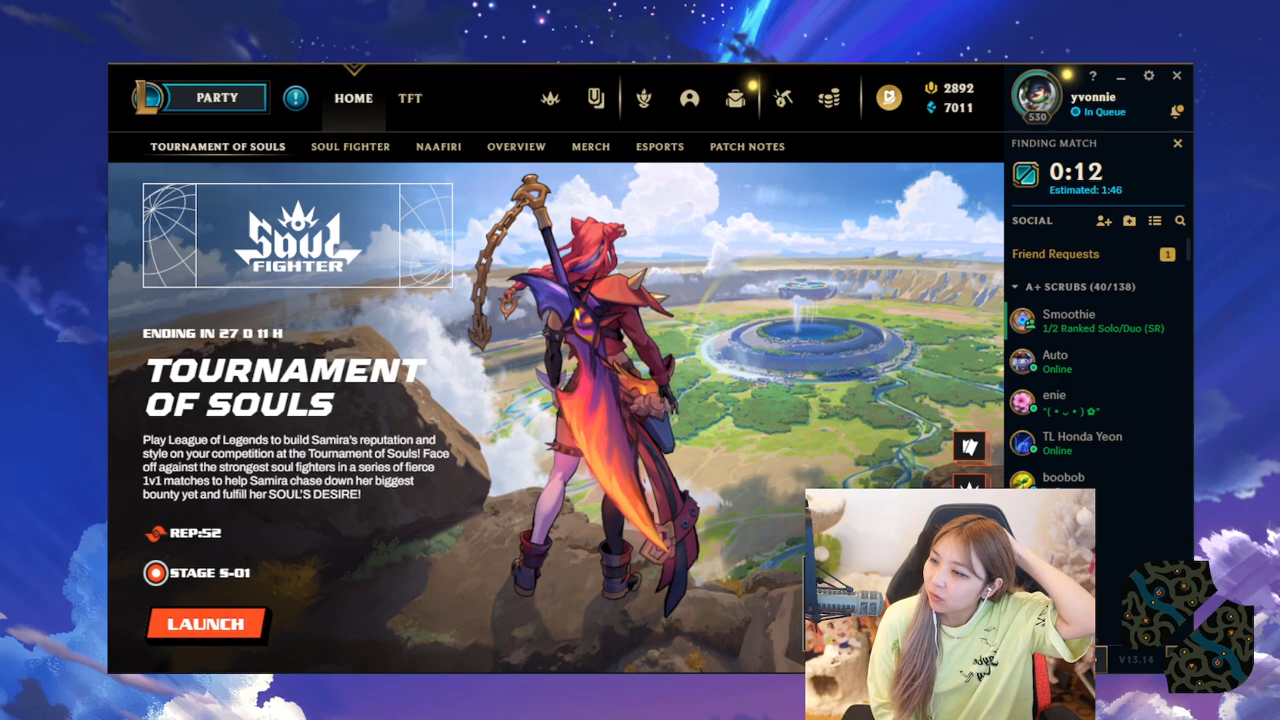 PARTY
HOME
TFT
2892
7011
530
?
yvonnie
In Queue
TOURNAMENT OF SOULS
SOUL FIGHTER
NAAFIRI
OVERVIEW
MERCH
ESPORTS
PATCH NOTES
FINDING MATCH
0:12
Estimated: 1:46
SOCIAL
Friend Requests
1
A+ SCRUBS (40/138)
Smoothie
1/2 Ranked Solo/Duo (SR)
Auto
Online
enie
"( • ᴗ • ) ✿"
TL Honda Yeon
Online
boobob
SOUL
FIGHTER
ENDING IN 27 D 11 H
TOURNAMENT
OF SOULS
Play League of Legends to build Samira's reputation and
style on your competition at the Tournament of Souls! Face
off against the strongest soul fighters in a series of fierce
1v1 matches to help Samira chase down her biggest
bounty yet and fulfill her SOUL'S DESIRE!
REP:52
STAGE S-01
LAUNCH
V13.14